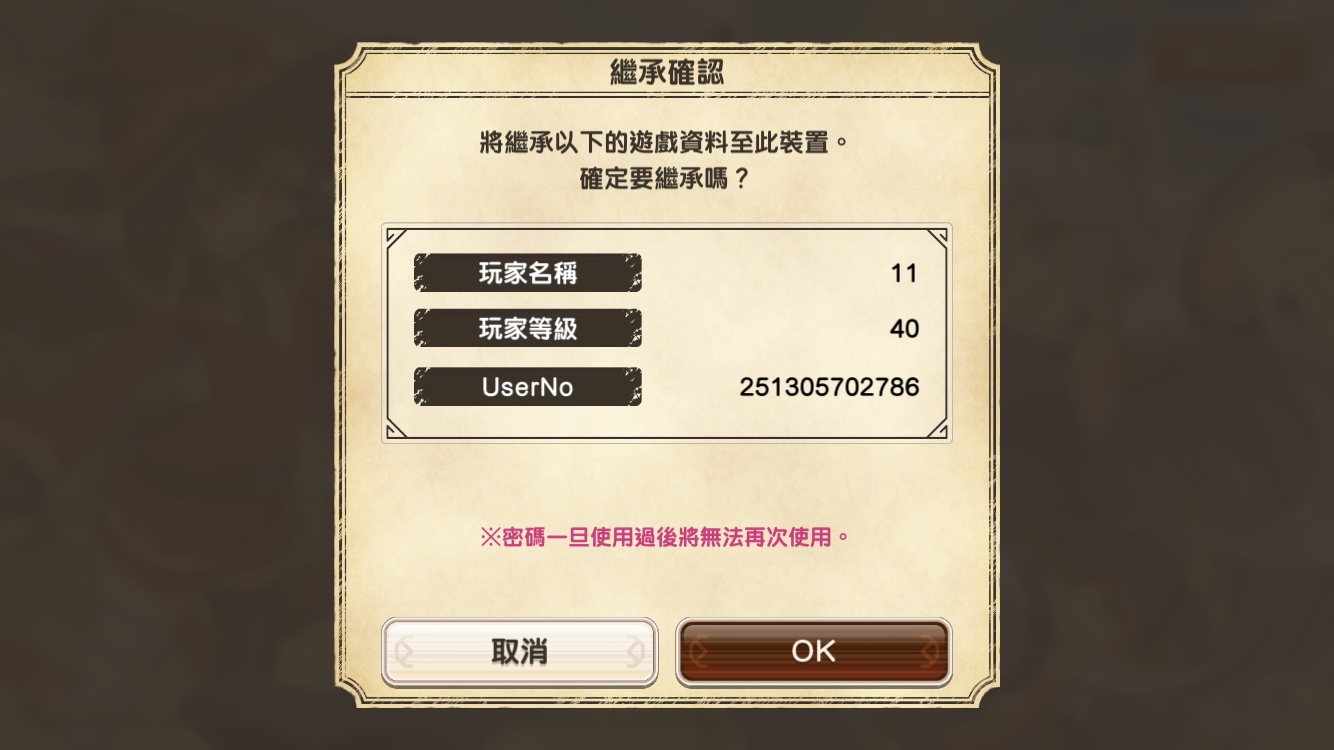 繼承確認
將繼承以下的遊戲資料至此裝置。
確定要繼承嗎？
玩家名稱 11
玩家等級 40
UserNo 251305702786
※密碼一旦使用過後將無法再次使用。
取消 OK